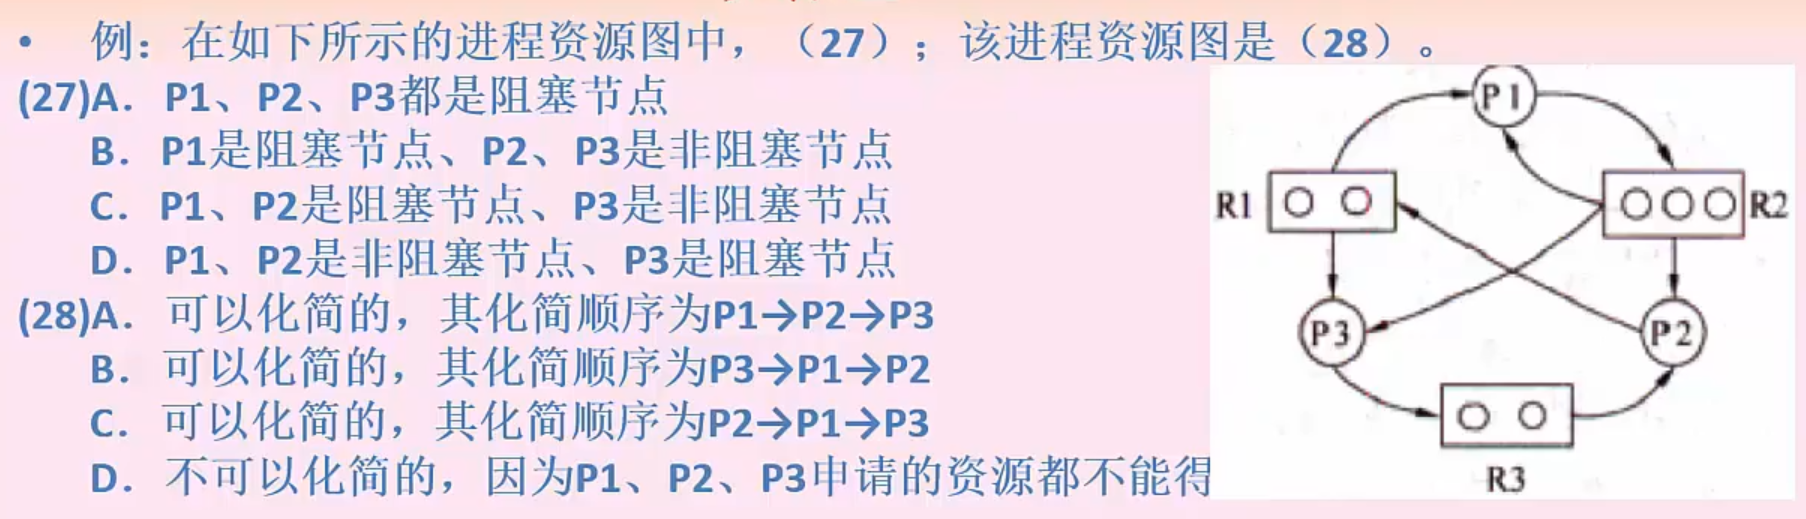 • 例：在如下所示的进程资源图中，（27）；该进程资源图是（28）。
(27)A．P1、P2、P3都是阻塞节点
B．P1是阻塞节点、P2、P3是非阻塞节点
C．P1、P2是阻塞节点、P3是非阻塞节点
D．P1、P2是非阻塞节点、P3是阻塞节点
(28)A．可以化简的，其化简顺序为P1→P2→P3
B．可以化简的，其化简顺序为P3→P1→P2
C．可以化简的，其化简顺序为P2→P1→P3
D．不可以化简的，因为P1、P2、P3申请的资源都不能得
P1
R1
R2
P3
P2
R3